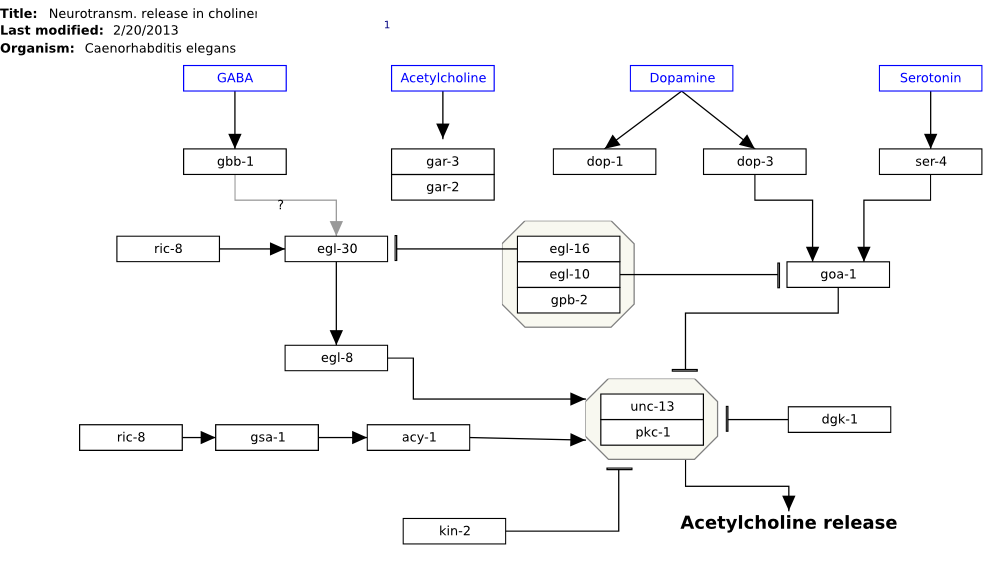 Title: Neurotransm. release in choliner
Last modified: 2/20/2013
Organism: Caenorhabditis elegans
1
GABA
Acetylcholine
Dopamine
Serotonin
gbb-1
gar-3
gar-2
dop-1
dop-3
ser-4
?
ric-8
egl-30
egl-16
egl-10
gpb-2
goa-1
egl-8
unc-13
pkc-1
dgk-1
ric-8
gsa-1
acy-1
kin-2
Acetylcholine release